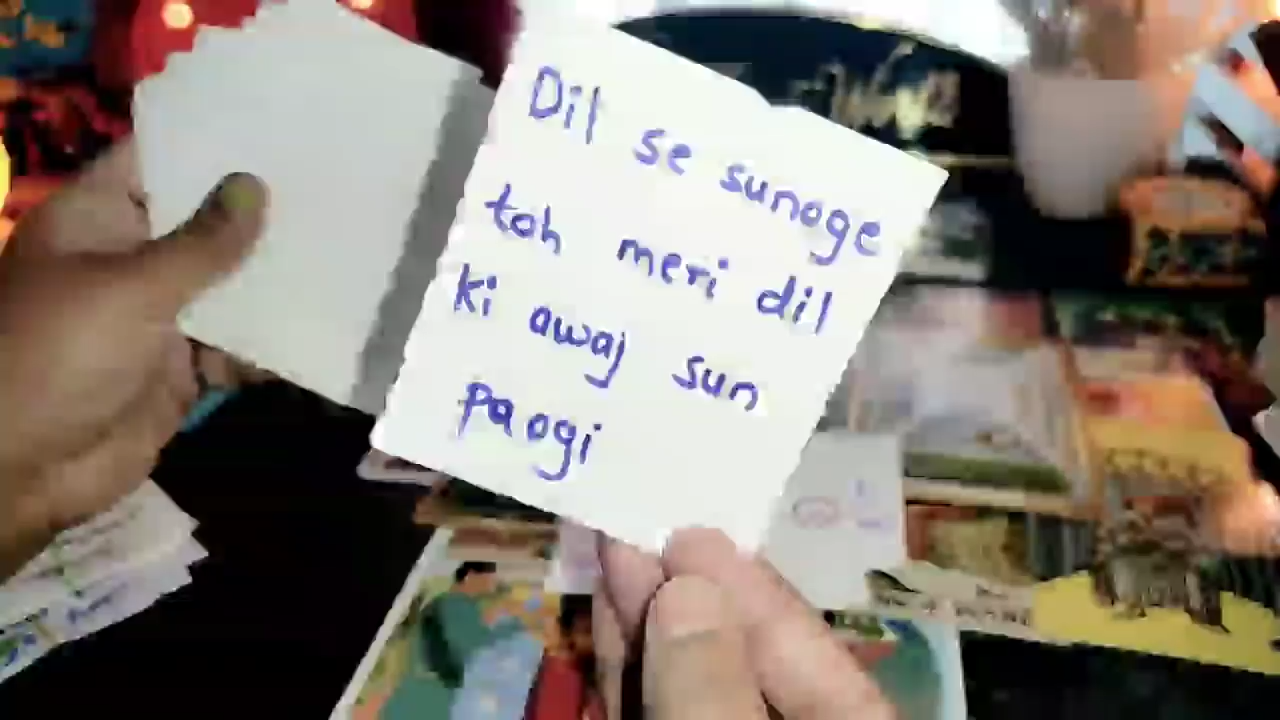 Dil se sunoge
toh meri dil
ki awaj sun
paogi